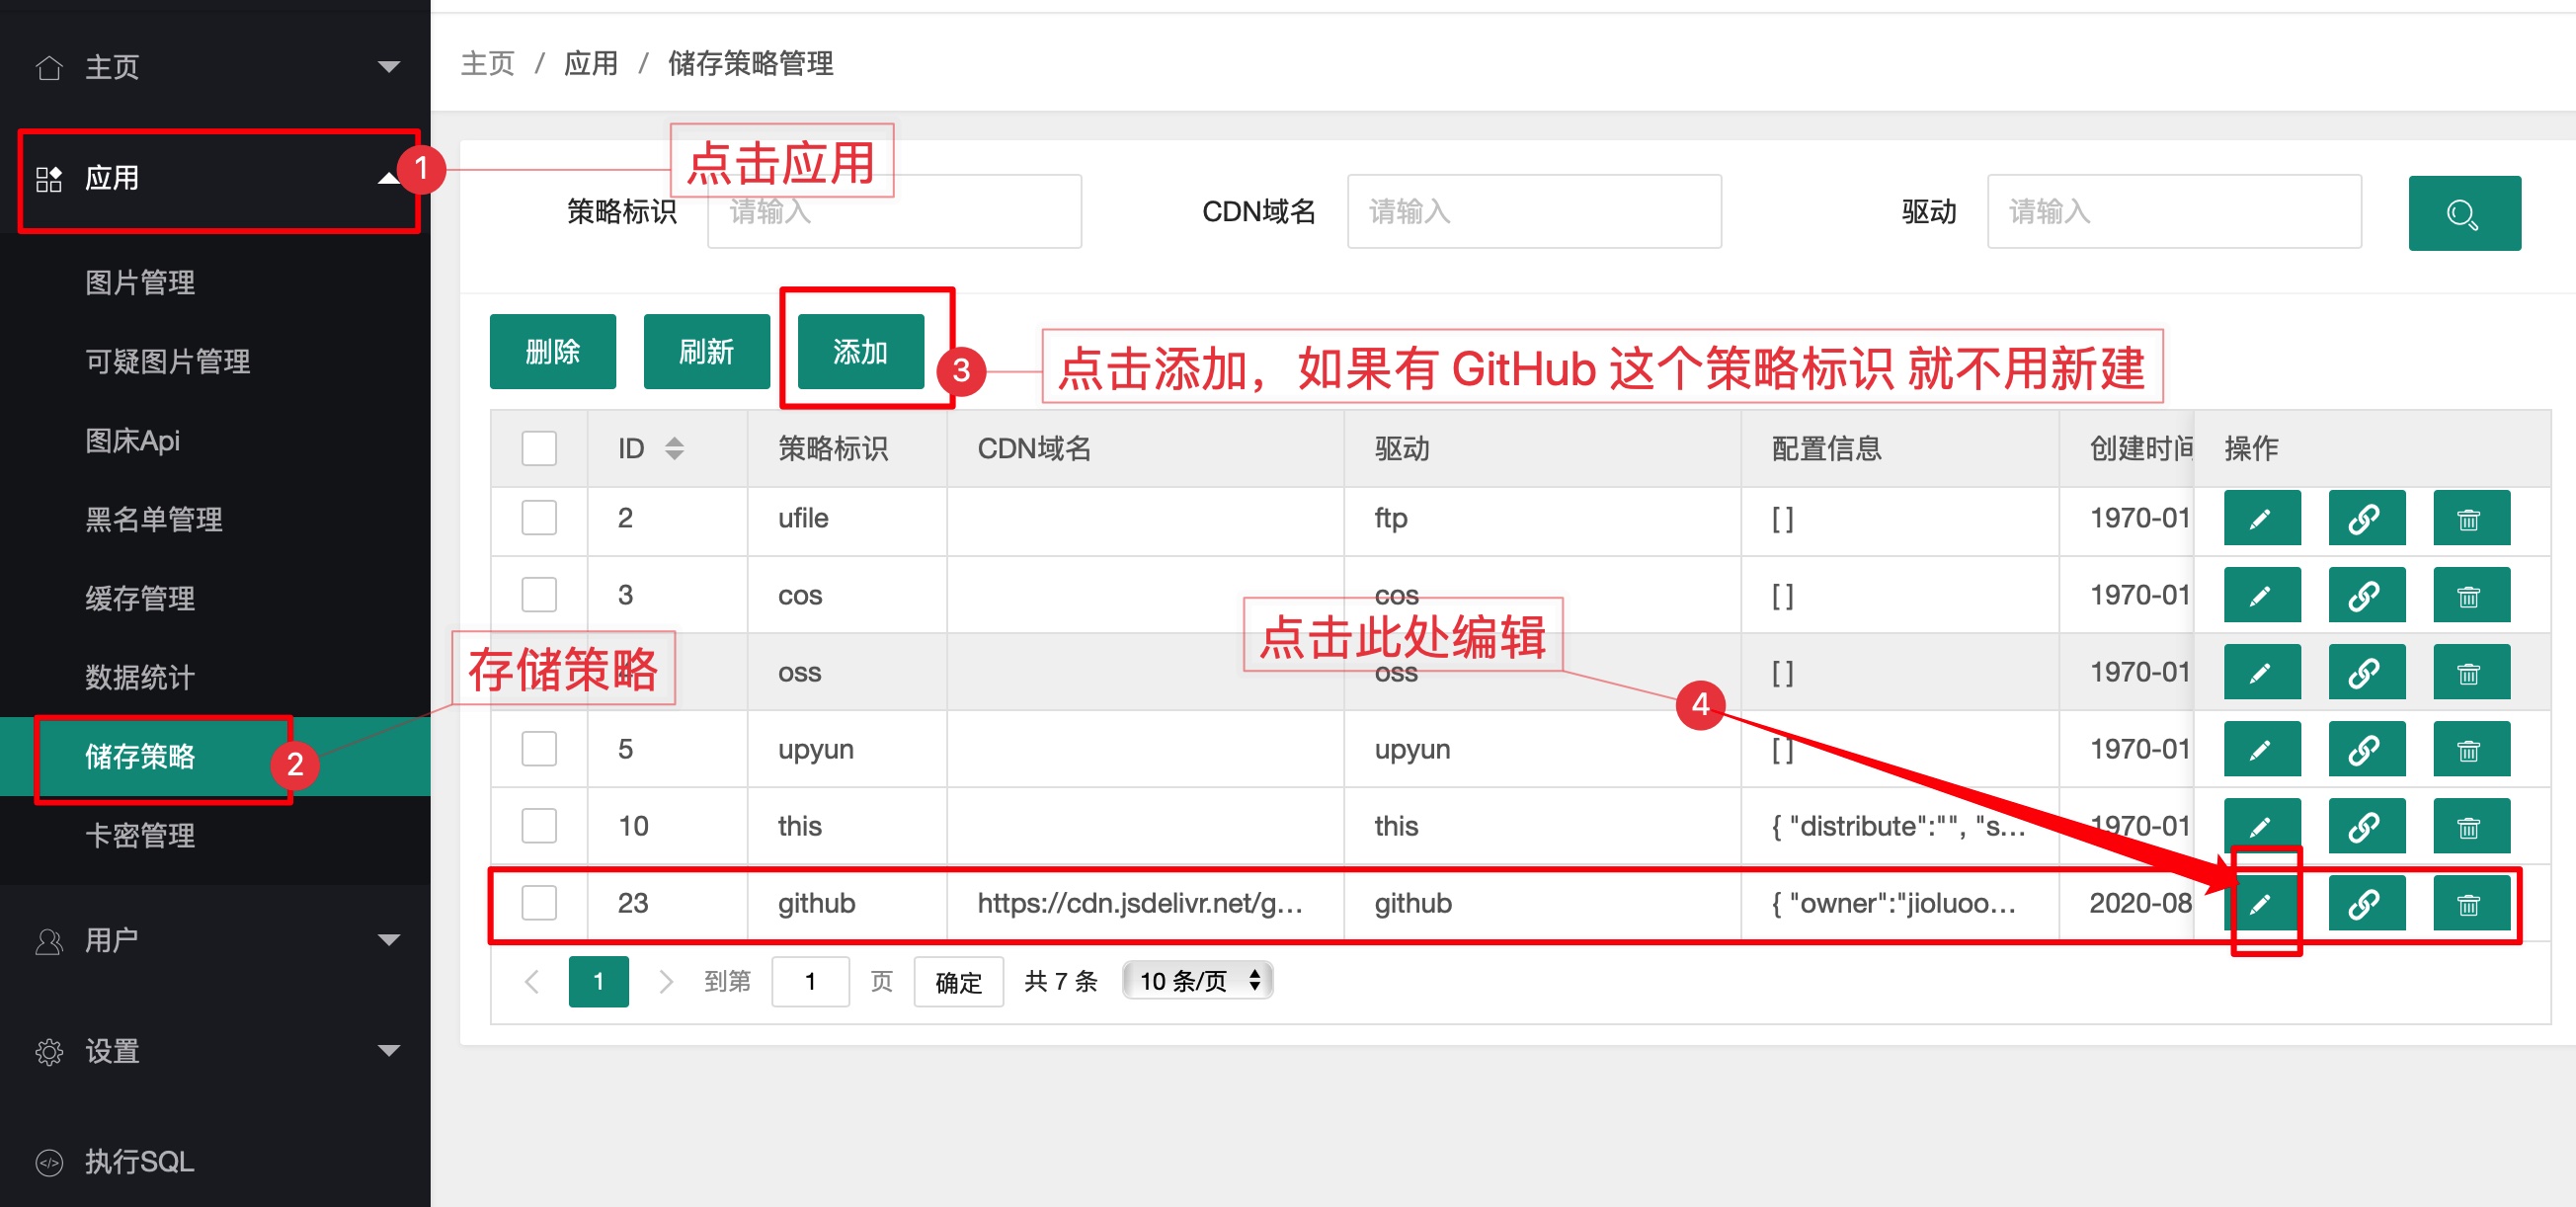 主页
应用
图片管理
可疑图片管理
图床Api
黑名单管理
缓存管理
数据统计
储存策略
卡密管理
用户
设置
执行SQL
主页 / 应用 / 储存策略管理
1 点击应用
2 存储策略
策略标识 请输入 CDN域名 请输入 驱动 请输入
删除 刷新 添加
3 点击添加，如果有 GitHub 这个策略标识 就不用新建
ID 策略标识 CDN域名 驱动 配置信息 创建时间 操作
2 ufile ftp [] 1970-01
3 cos cos [] 1970-01
点击此处编辑 4
oss oss [] 1970-01
5 upyun upyun [] 1970-01
10 this this { "distribute":"", "s... 1970-01
23 github https://cdn.jsdelivr.net/g... github { "owner":"jioluoo... 2020-08
1 到第 1 页 确定 共 7 条 10 条/页